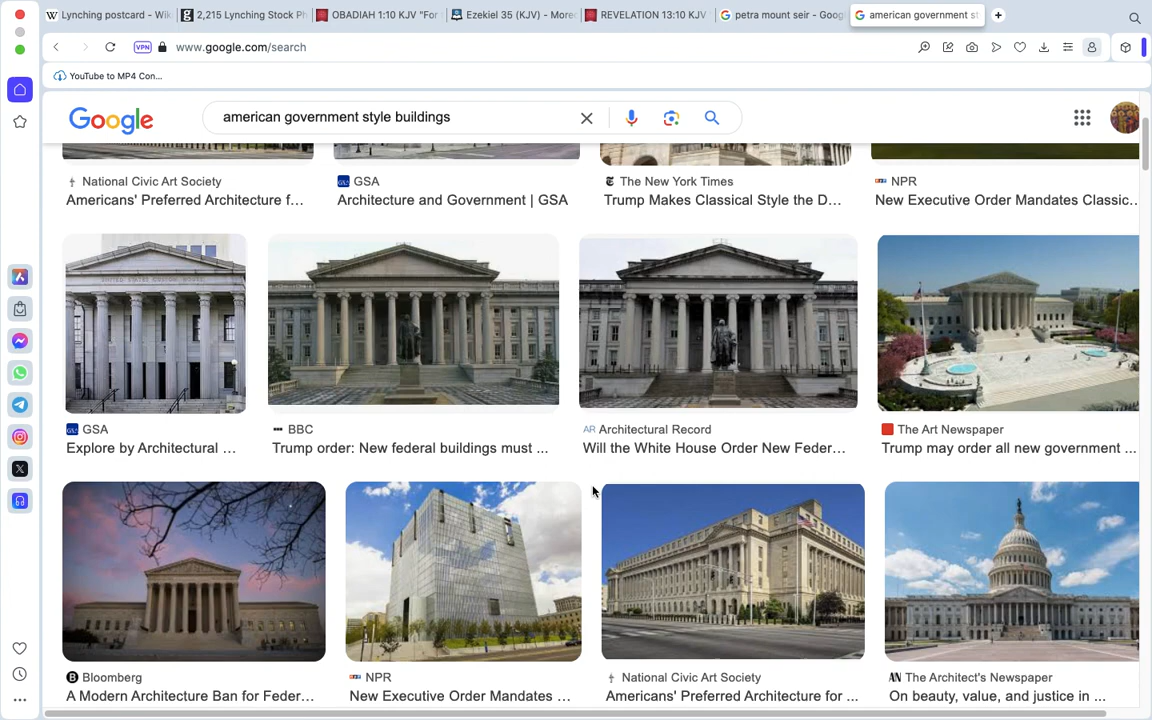 Lynching postcard - Wik
2,215 Lynching Stock Ph
OBADIAH 1:10 KJV "For
Ezekiel 35 (KJV) - More
REVELATION 13:10 KJV
petra mount seir - Goog
american government st
VPN
www.google.com/search
YouTube to MP4 Con...
Google
american government style buildings
National Civic Art Society
Americans' Preferred Architecture f...
GSA
Architecture and Government | GSA
The New York Times
Trump Makes Classical Style the D...
NPR
New Executive Order Mandates Classic...
UNITED STATES CUSTOM HOUSE
GSA
Explore by Architectural ...
BBC
Trump order: New federal buildings must ...
AR Architectural Record
Will the White House Order New Feder...
The Art Newspaper
Trump may order all new government ...
Bloomberg
A Modern Architecture Ban for Feder...
NPR
New Executive Order Mandates ...
National Civic Art Society
Americans' Preferred Architecture for ...
AN The Architect's Newspaper
On beauty, value, and justice in ...